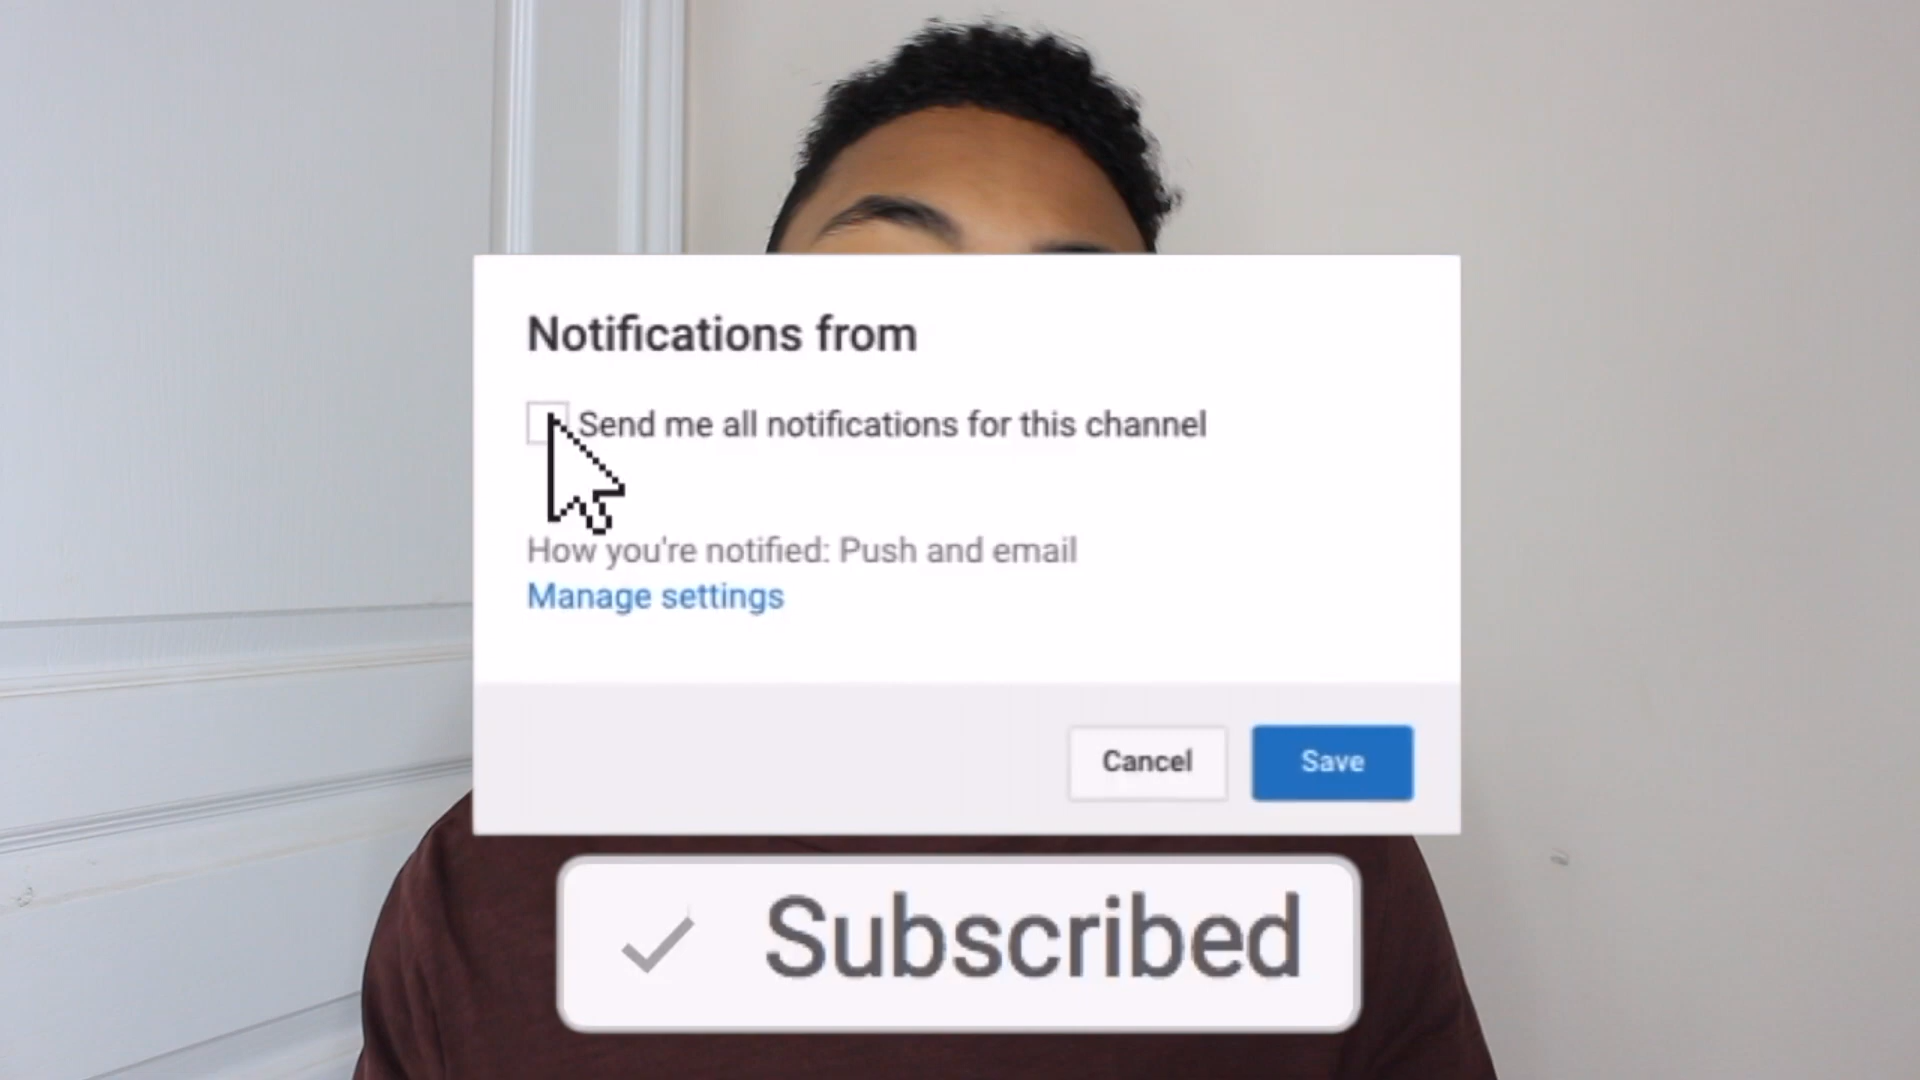 Notifications from
Send me all notifications for this channel
How you're notified: Push and email
Manage settings
Cancel
Save
Subscribed